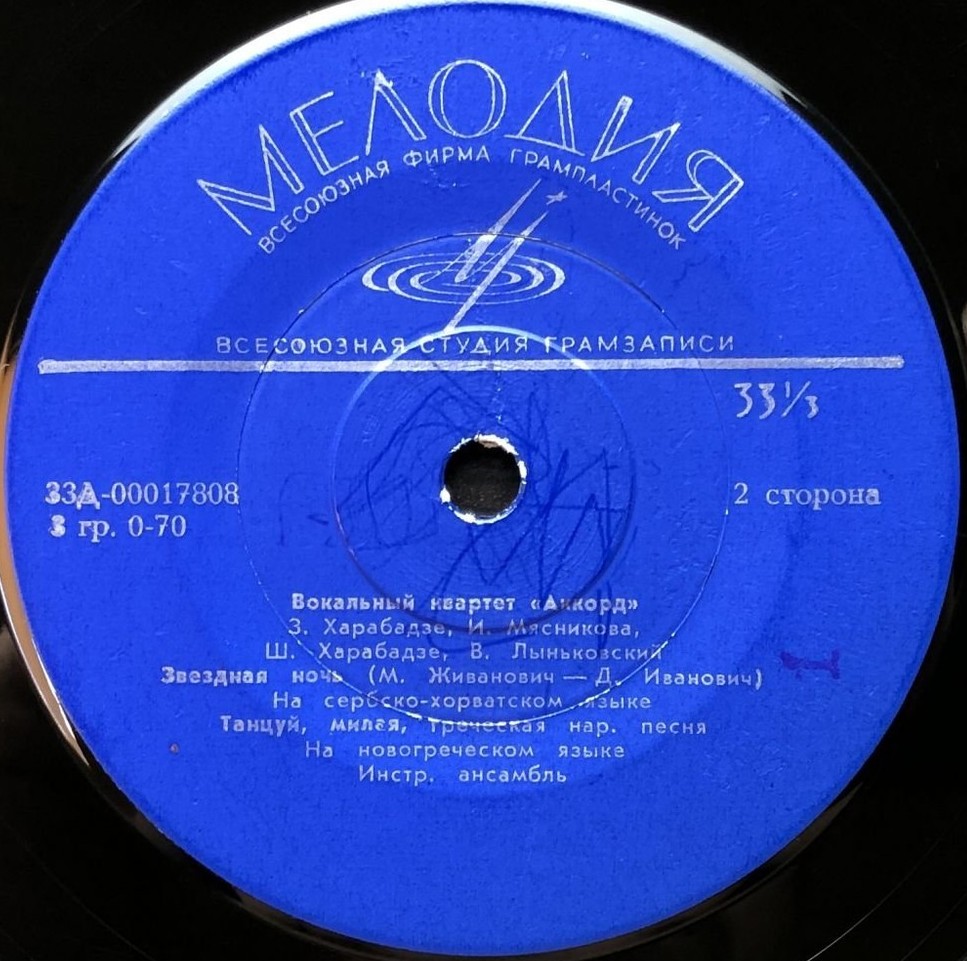 МЕЛОДИЯ
ВСЕСОЮЗНАЯ ФИРМА ГРАМПЛАСТИНОК
ВСЕСОЮЗНАЯ СТУДИЯ ГРАМЗАПИСИ
33⅓
33Д-00017808
2 сторона
3 гр. 0-70
Вокальный квартет «Аккорд»
З. Харабадзе, И. Мясникова,
Ш. Харабадзе, В. Лыньковский
Звездная ночь (М. Живанович — Д. Иванович)
На сербско-хорватском языке
Танцуй, милая, греческая нар. песня
На новогреческом языке
Инстр. ансамбль